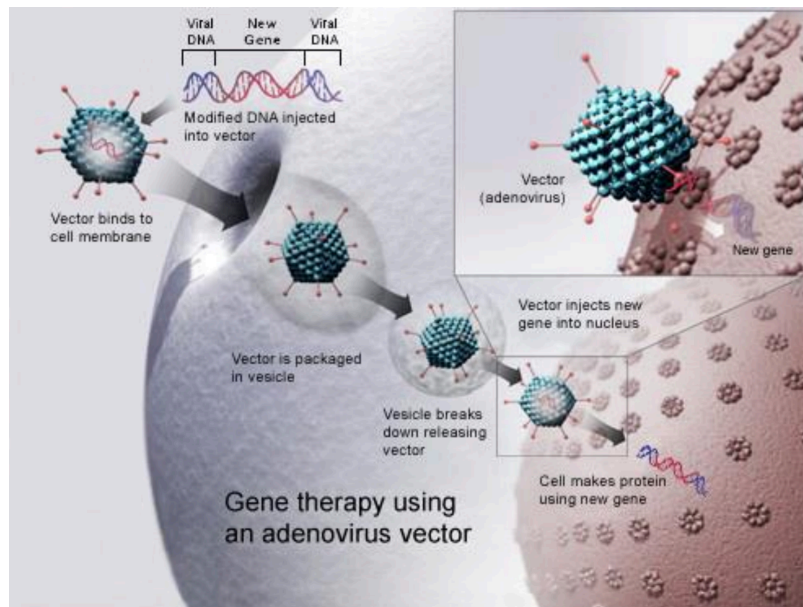 Viral DNA
New Gene
Viral DNA
Modified DNA injected
into vector
Vector binds to
cell membrane
Vector is packaged
in vesicle
Vesicle breaks
down releasing
vector
Vector injects new
gene into nucleus
Cell makes protein
using new gene
Vector
(adenovirus)
New gene
Gene therapy using
an adenovirus vector